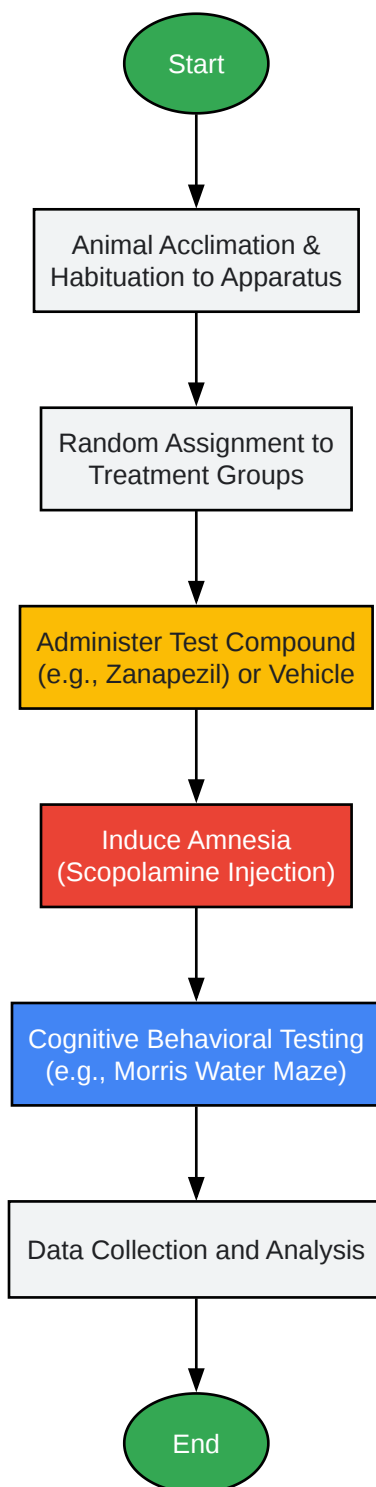 Start
Animal Acclimation &
Habituation to Apparatus
Random Assignment to
Treatment Groups
Administer Test Compound
(e.g., Zanapezil) or Vehicle
Induce Amnesia
(Scopolamine Injection)
Cognitive Behavioral Testing
(e.g., Morris Water Maze)
Data Collection and Analysis
End